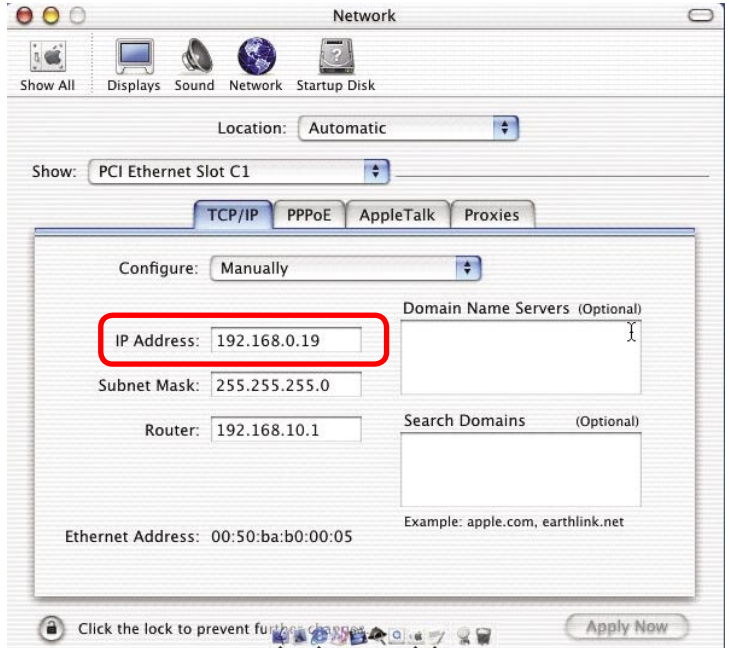 Network
Show All Displays Sound Network Startup Disk
Location: Automatic
Show: PCI Ethernet Slot C1
TCP/IP PPPoE AppleTalk Proxies
Configure: Manually
Domain Name Servers (Optional)
IP Address: 192.168.0.19
Subnet Mask: 255.255.255.0
Search Domains (Optional)
Router: 192.168.10.1
Example: apple.com, earthlink.net
Ethernet Address: 00:50:ba:b0:00:05
Click the lock to prevent further changes.
Apply Now